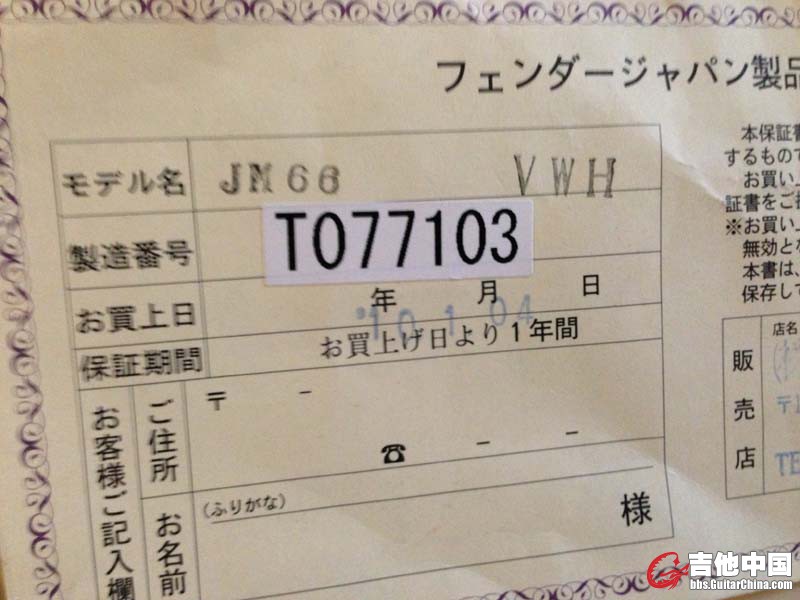 フェンダージャパン製品
モデル名 JM66 VWH
製造番号 T077103
お買上日 年 月 日
'10.1.04
保証期間 お買上げ日より1年間
お客様ご記入欄
ご住所 〒 －
☎ － －
お名前 (ふりがな)
様
本保証書
するもので
お買い上
証書をご提
※お買い上
無効とな
本書は、
保存して
販売店
店名
〒1
TE
吉他中国
bbs.GuitarChina.com